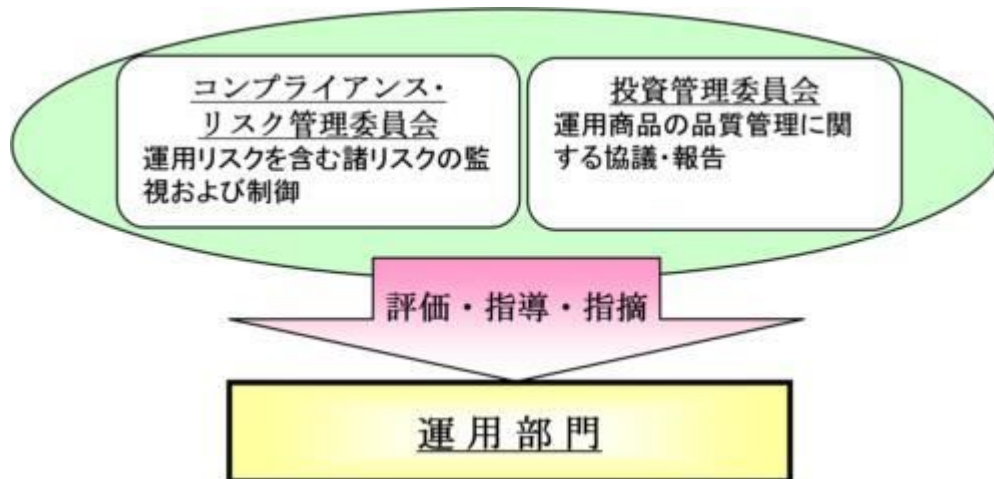 コンプライアンス・
リスク管理委員会
運用リスクを含む諸リスクの監
視および制御
投資管理委員会
運用商品の品質管理に関
する協議・報告
評価・指導・指摘
運用部門